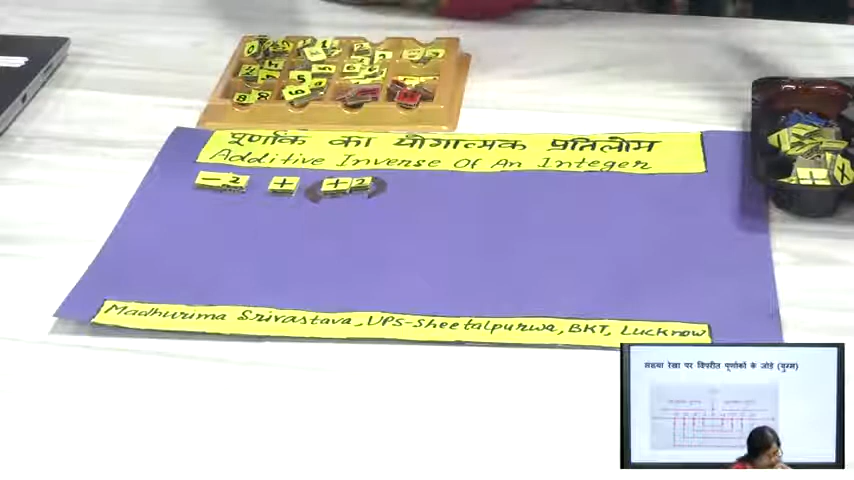 पूर्णांक का योगात्मक प्रतिलोम
Additive Inverse Of An Integer
− 2 + + 2
Madhurima Srivastava, UPS-Sheetalpurwa, BKT, Lucknow
संख्या रेखा पर विपरीत पूर्णांकों के जोड़े (युग्म)